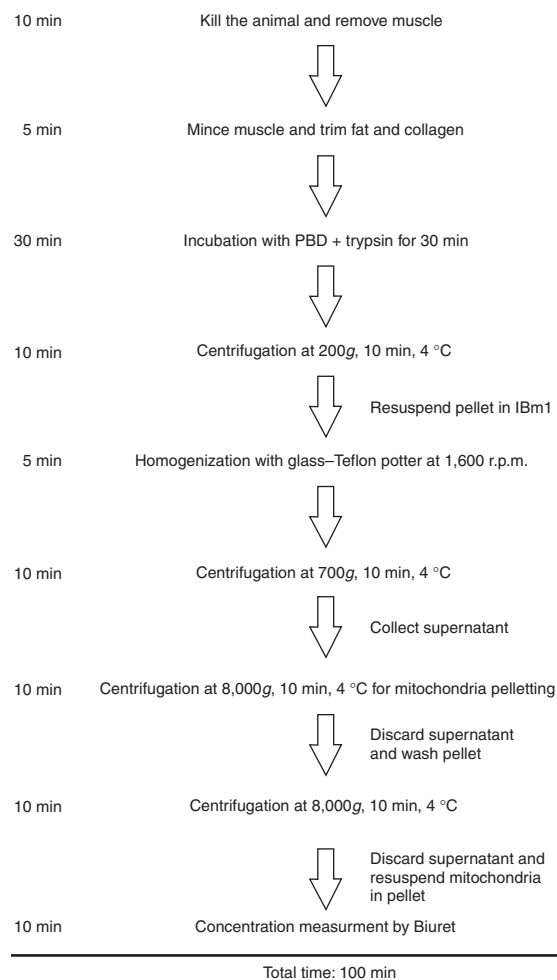 10 min Kill the animal and remove muscle
5 min Mince muscle and trim fat and collagen
30 min Incubation with PBD + trypsin for 30 min
10 min Centrifugation at 200g, 10 min, 4 °C
Resuspend pellet in IBm1
5 min Homogenization with glass–Teflon potter at 1,600 r.p.m.
10 min Centrifugation at 700g, 10 min, 4 °C
Collect supernatant
10 min Centrifugation at 8,000g, 10 min, 4 °C for mitochondria pelletting
Discard supernatant
and wash pellet
10 min Centrifugation at 8,000g, 10 min, 4 °C
Discard supernatant and
resuspend mitochondria
in pellet
10 min Concentration measurment by Biuret
Total time: 100 min